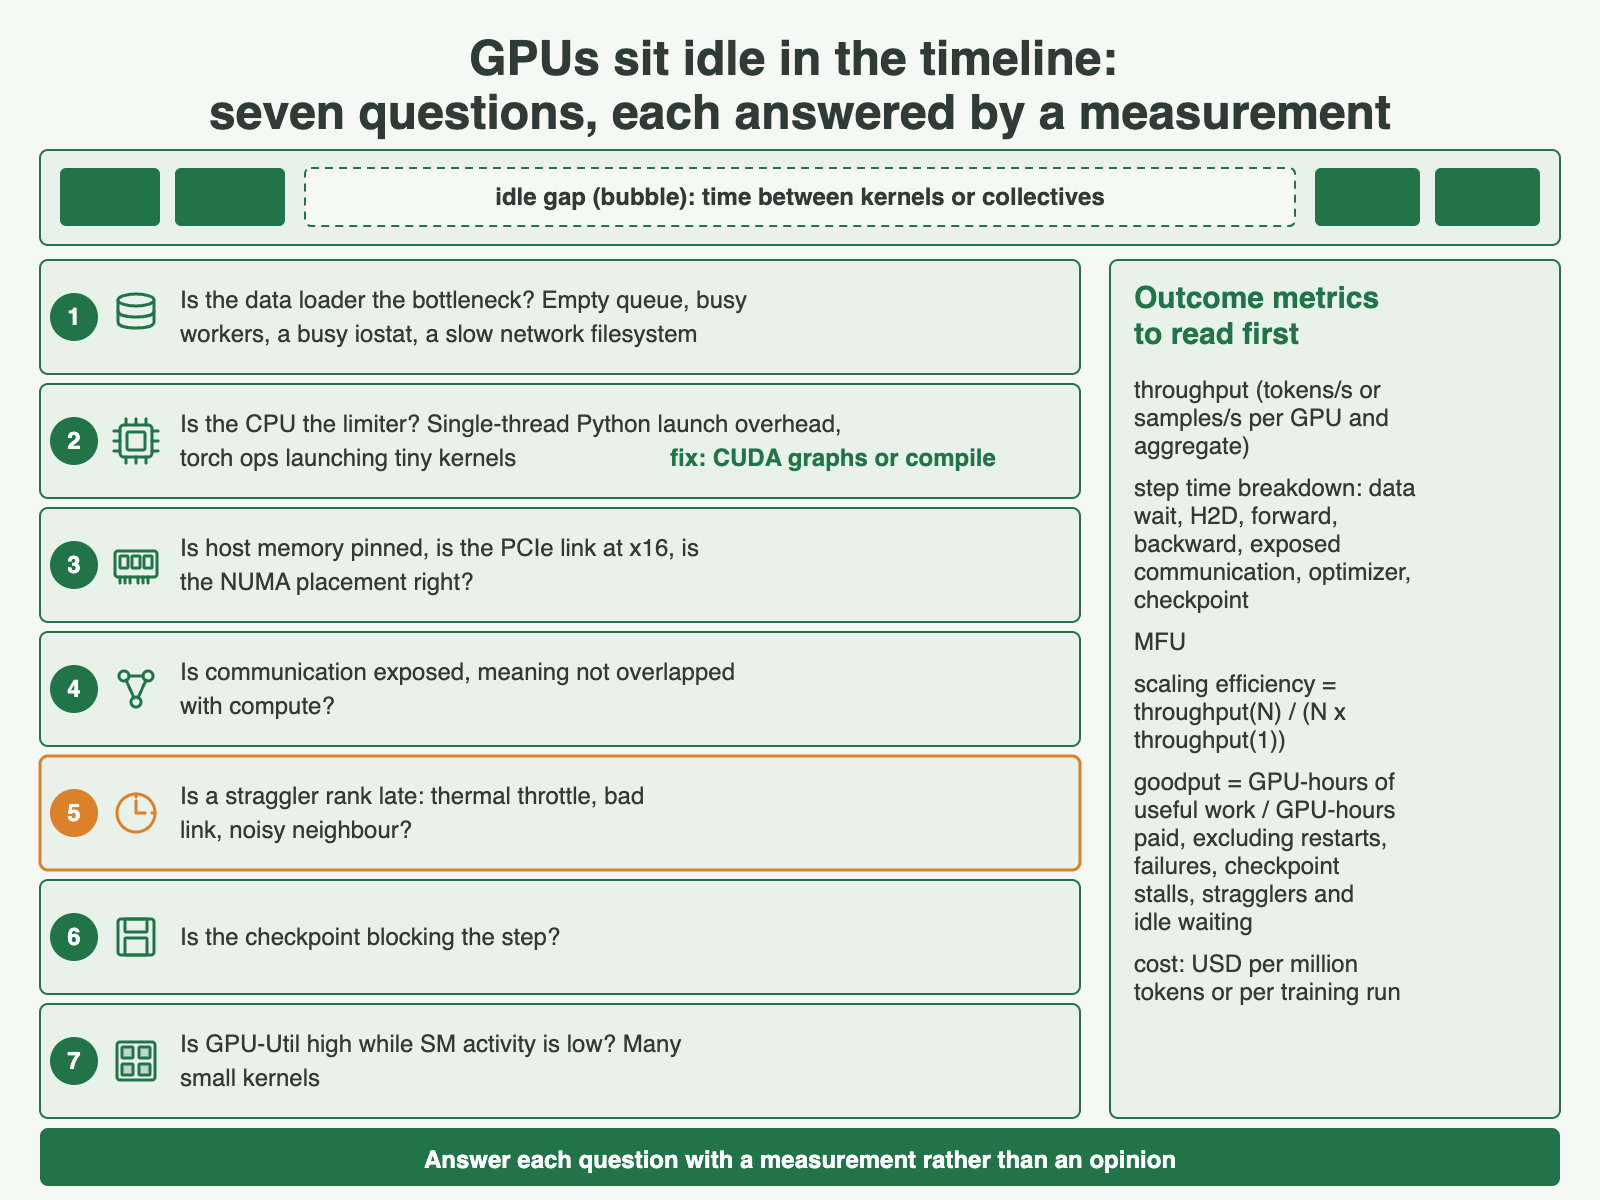 GPUs sit idle in the timeline:
seven questions, each answered by a measurement
idle gap (bubble): time between kernels or collectives
1
Is the data loader the bottleneck? Empty queue, busy
workers, a busy iostat, a slow network filesystem
2
Is the CPU the limiter? Single-thread Python launch overhead,
torch ops launching tiny kernels
fix: CUDA graphs or compile
3
Is host memory pinned, is the PCIe link at x16, is
the NUMA placement right?
4
Is communication exposed, meaning not overlapped
with compute?
5
Is a straggler rank late: thermal throttle, bad
link, noisy neighbour?
6
Is the checkpoint blocking the step?
7
Is GPU-Util high while SM activity is low? Many
small kernels
Outcome metrics
to read first
throughput (tokens/s or
samples/s per GPU and
aggregate)
step time breakdown: data
wait, H2D, forward,
backward, exposed
communication, optimizer,
checkpoint
MFU
scaling efficiency =
throughput(N) / (N x
throughput(1))
goodput = GPU-hours of
useful work / GPU-hours
paid, excluding restarts,
failures, checkpoint
stalls, stragglers and
idle waiting
cost: USD per million
tokens or per training run
Answer each question with a measurement rather than an opinion